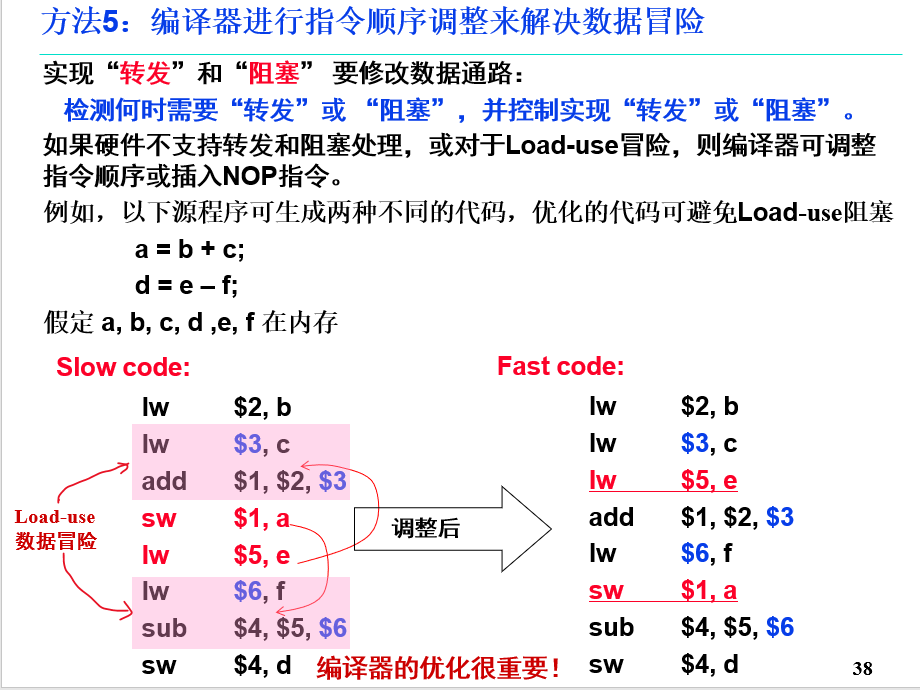 方法5：编译器进行指令顺序调整来解决数据冒险
实现“转发”和“阻塞” 要修改数据通路：
检测何时需要“转发”或 “阻塞”，并控制实现“转发”或“阻塞”。
如果硬件不支持转发和阻塞处理，或对于Load-use冒险，则编译器可调整
指令顺序或插入NOP指令。
例如，以下源程序可生成两种不同的代码，优化的代码可避免Load-use阻塞
a = b + c;
d = e – f;
假定 a, b, c, d ,e, f 在内存
Slow code:
lw $2, b
lw $3, c
add $1, $2, $3
sw $1, a
lw $5, e
lw $6, f
sub $4, $5, $6
sw $4, d
Load-use
数据冒险
调整后
Fast code:
lw $2, b
lw $3, c
lw $5, e
add $1, $2, $3
lw $6, f
sw $1, a
sub $4, $5, $6
sw $4, d
编译器的优化很重要！
38